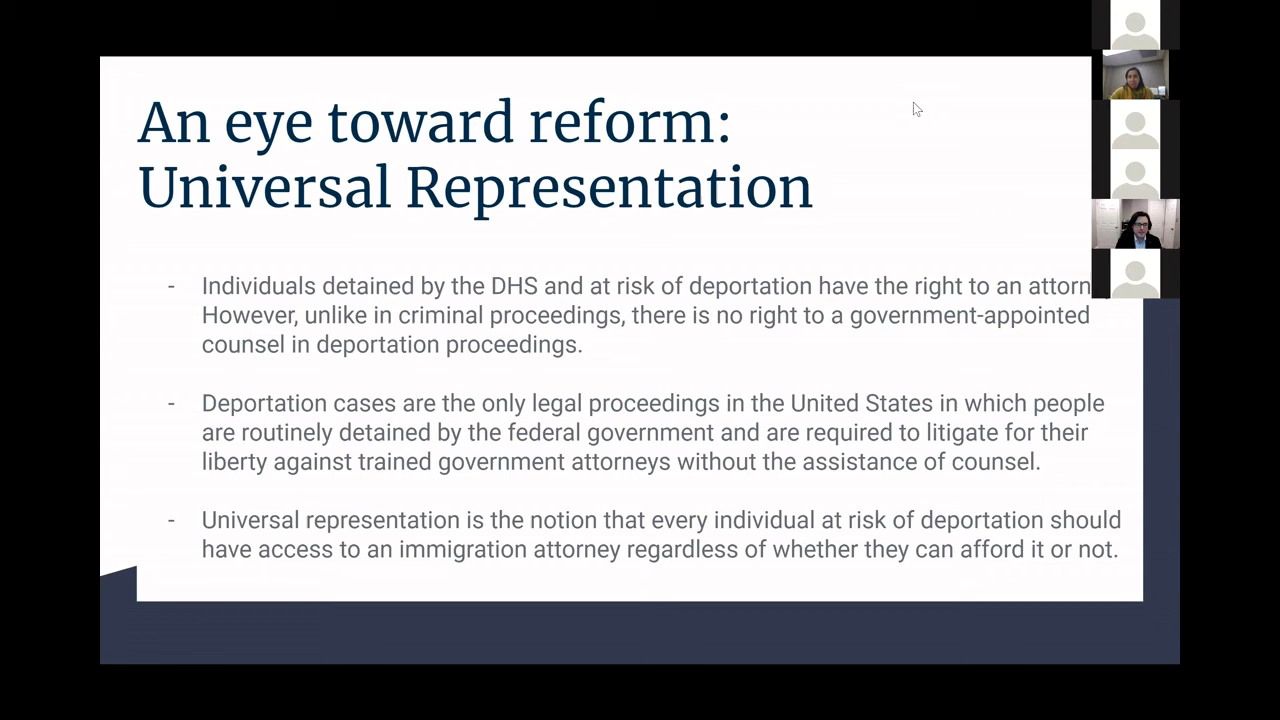 An eye toward reform:
Universal Representation
- Individuals detained by the DHS and at risk of deportation have the right to an attorn
However, unlike in criminal proceedings, there is no right to a government-appointed
counsel in deportation proceedings.
- Deportation cases are the only legal proceedings in the United States in which people
are routinely detained by the federal government and are required to litigate for their
liberty against trained government attorneys without the assistance of counsel.
- Universal representation is the notion that every individual at risk of deportation should
have access to an immigration attorney regardless of whether they can afford it or not.